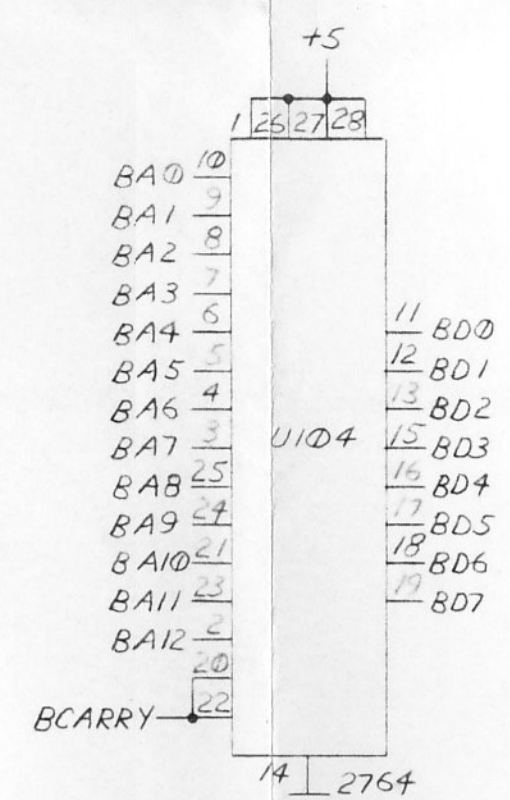 +5
1 26 27 28
BA0 10
BA1 9
BA2 8
BA3 7
BA4 6 11 BD0
BA5 5 12 BD1
BA6 4 13 BD2
BA7 3 U104 15 BD3
BA8 25 16 BD4
BA9 24 17 BD5
BA10 21 18 BD6
BA11 23 19 BD7
BA12 2
20
BCARRY 22
14 2764